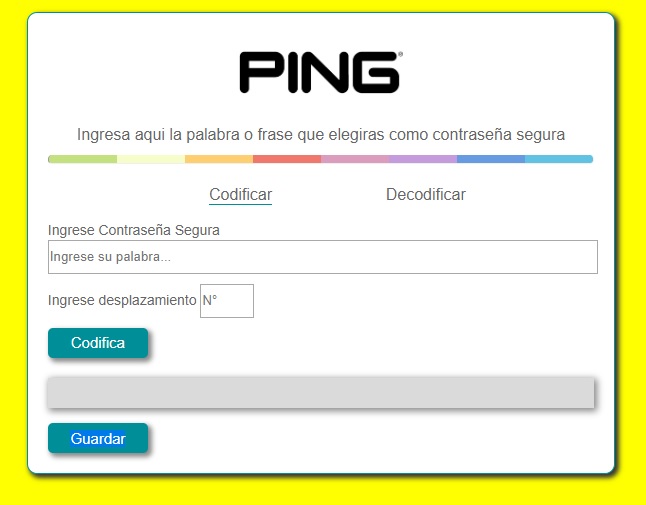 PING®
Ingresa aqui la palabra o frase que elegiras como contraseña segura
Codificar Decodificar
Ingrese Contraseña Segura
Ingrese su palabra...
Ingrese desplazamiento N°
Codifica
Guardar